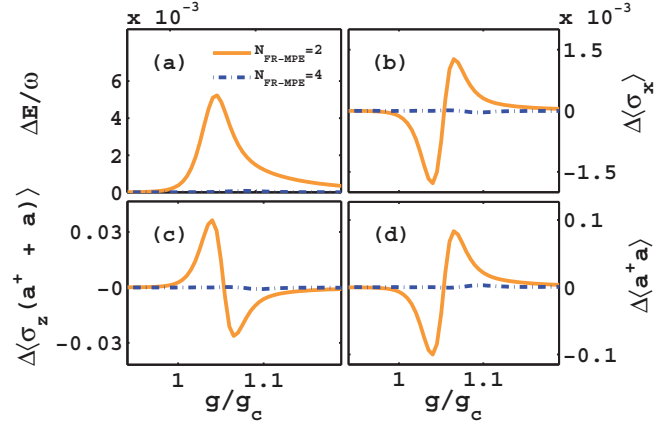 x 10⁻³
x 10⁻³
(a)
N_FR-MPE=2
N_FR-MPE=4
(b)
ΔE/ω
6
4
2
0
1.5
0
-1.5
Δ⟨σ_x⟩
(c)
(d)
Δ⟨σ_z(a⁺ + a)⟩
0.03
-0
-0.03
0.1
0
-0.1
Δ⟨a⁺a⟩
1
1.1
1
1.1
g/g_c
g/g_c